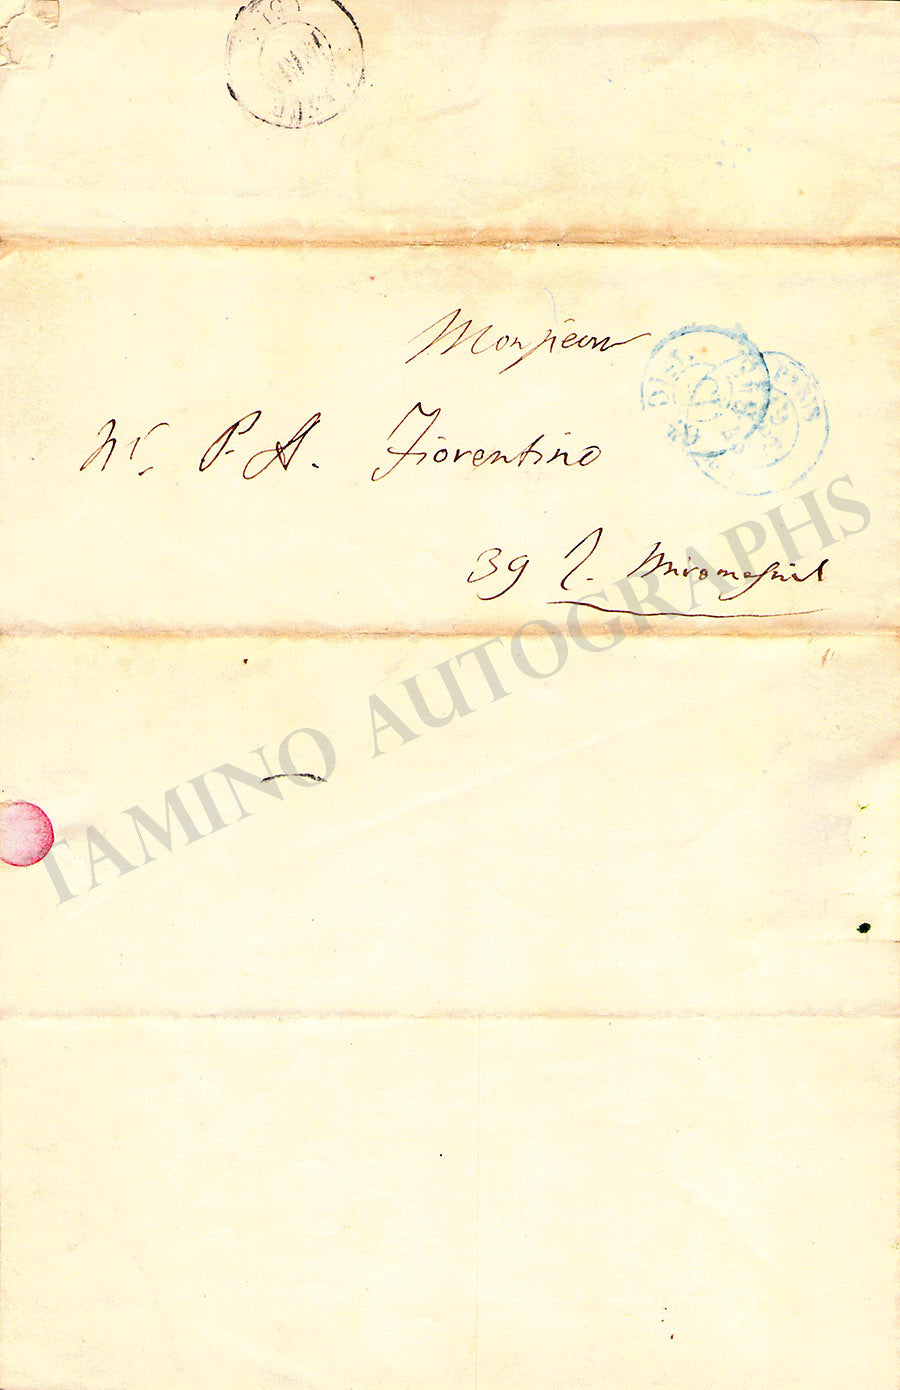 Monsieur
Mr. P. A. Fiorentino
39 r. Miromesnil
TAMINO AUTOGRAPHS